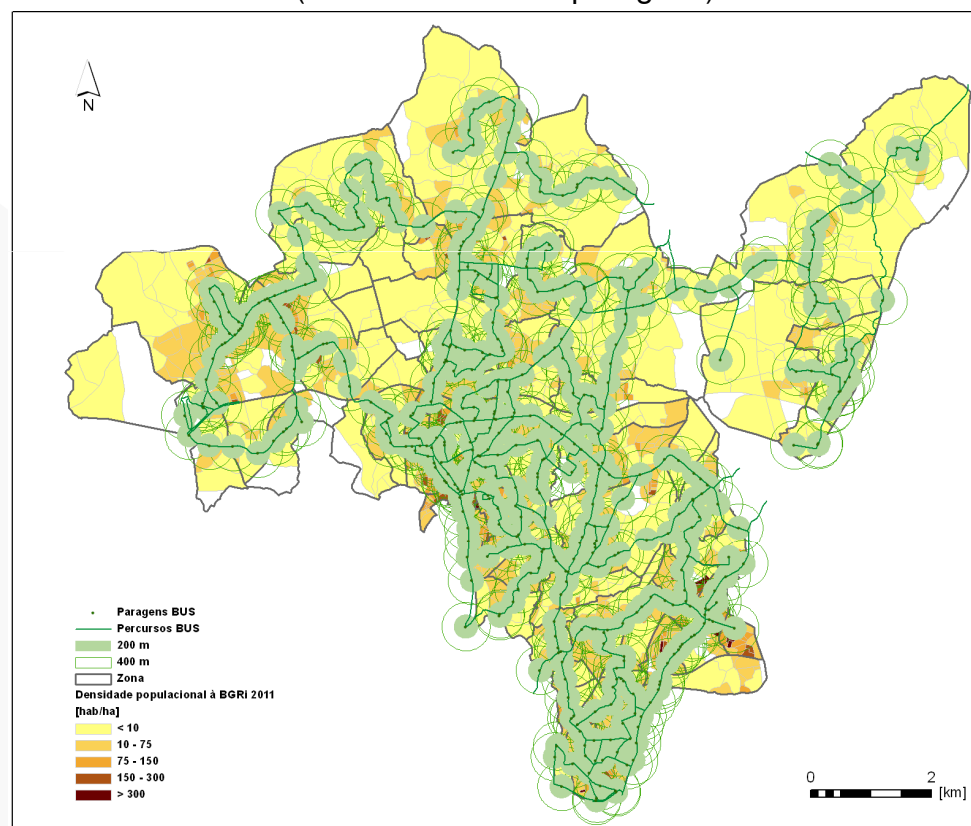 N
Paragens BUS
Percursos BUS
200 m
400 m
Zona
Densidade populacional à BGRi 2011
[hab/ha]
< 10
10 - 75
75 - 150
150 - 300
> 300
0 2
[km]